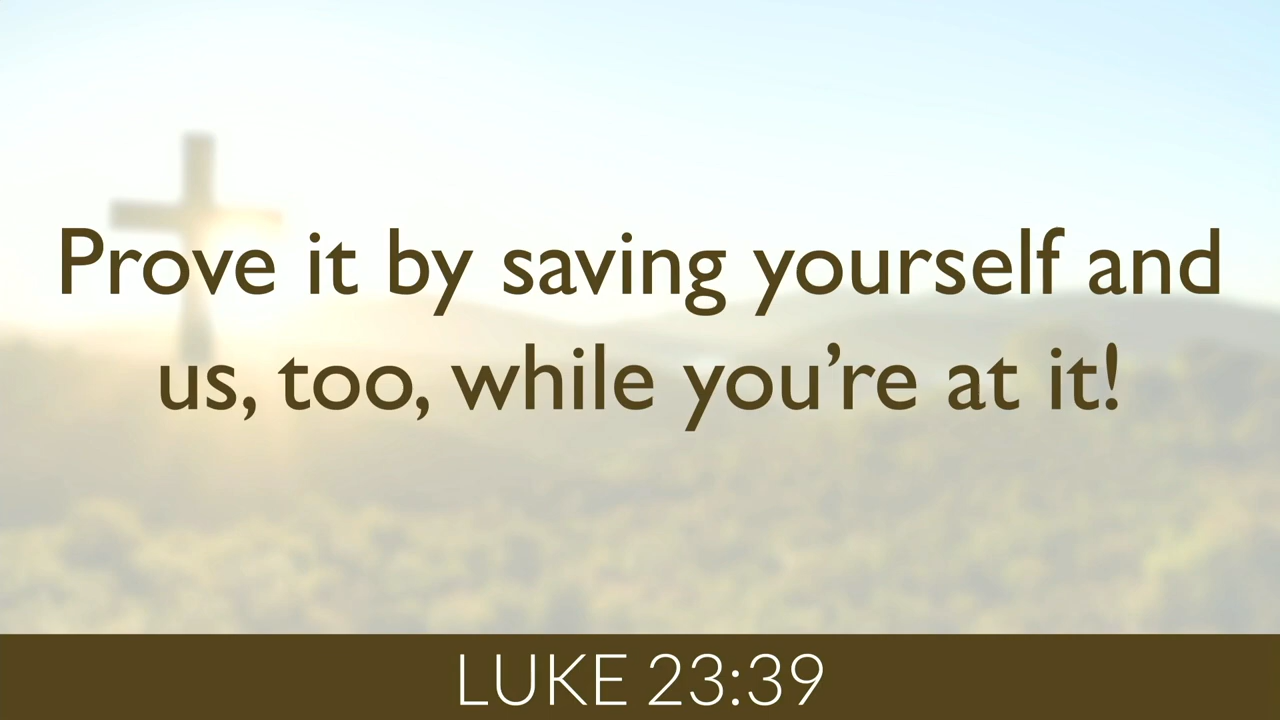 Prove it by saving yourself and
us, too, while you’re at it!
LUKE 23:39